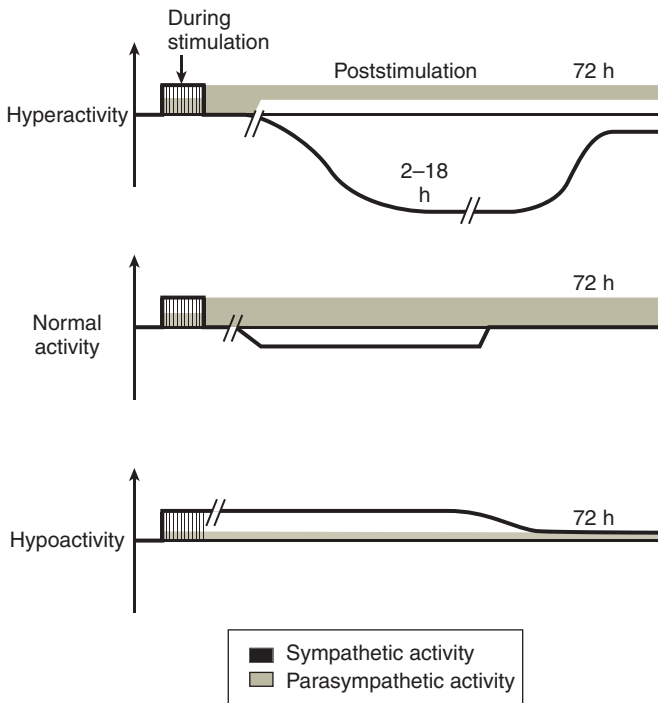 During
stimulation
Poststimulation 72 h
Hyperactivity
2–18
h
72 h
Normal
activity
72 h
Hypoactivity
Sympathetic activity
Parasympathetic activity